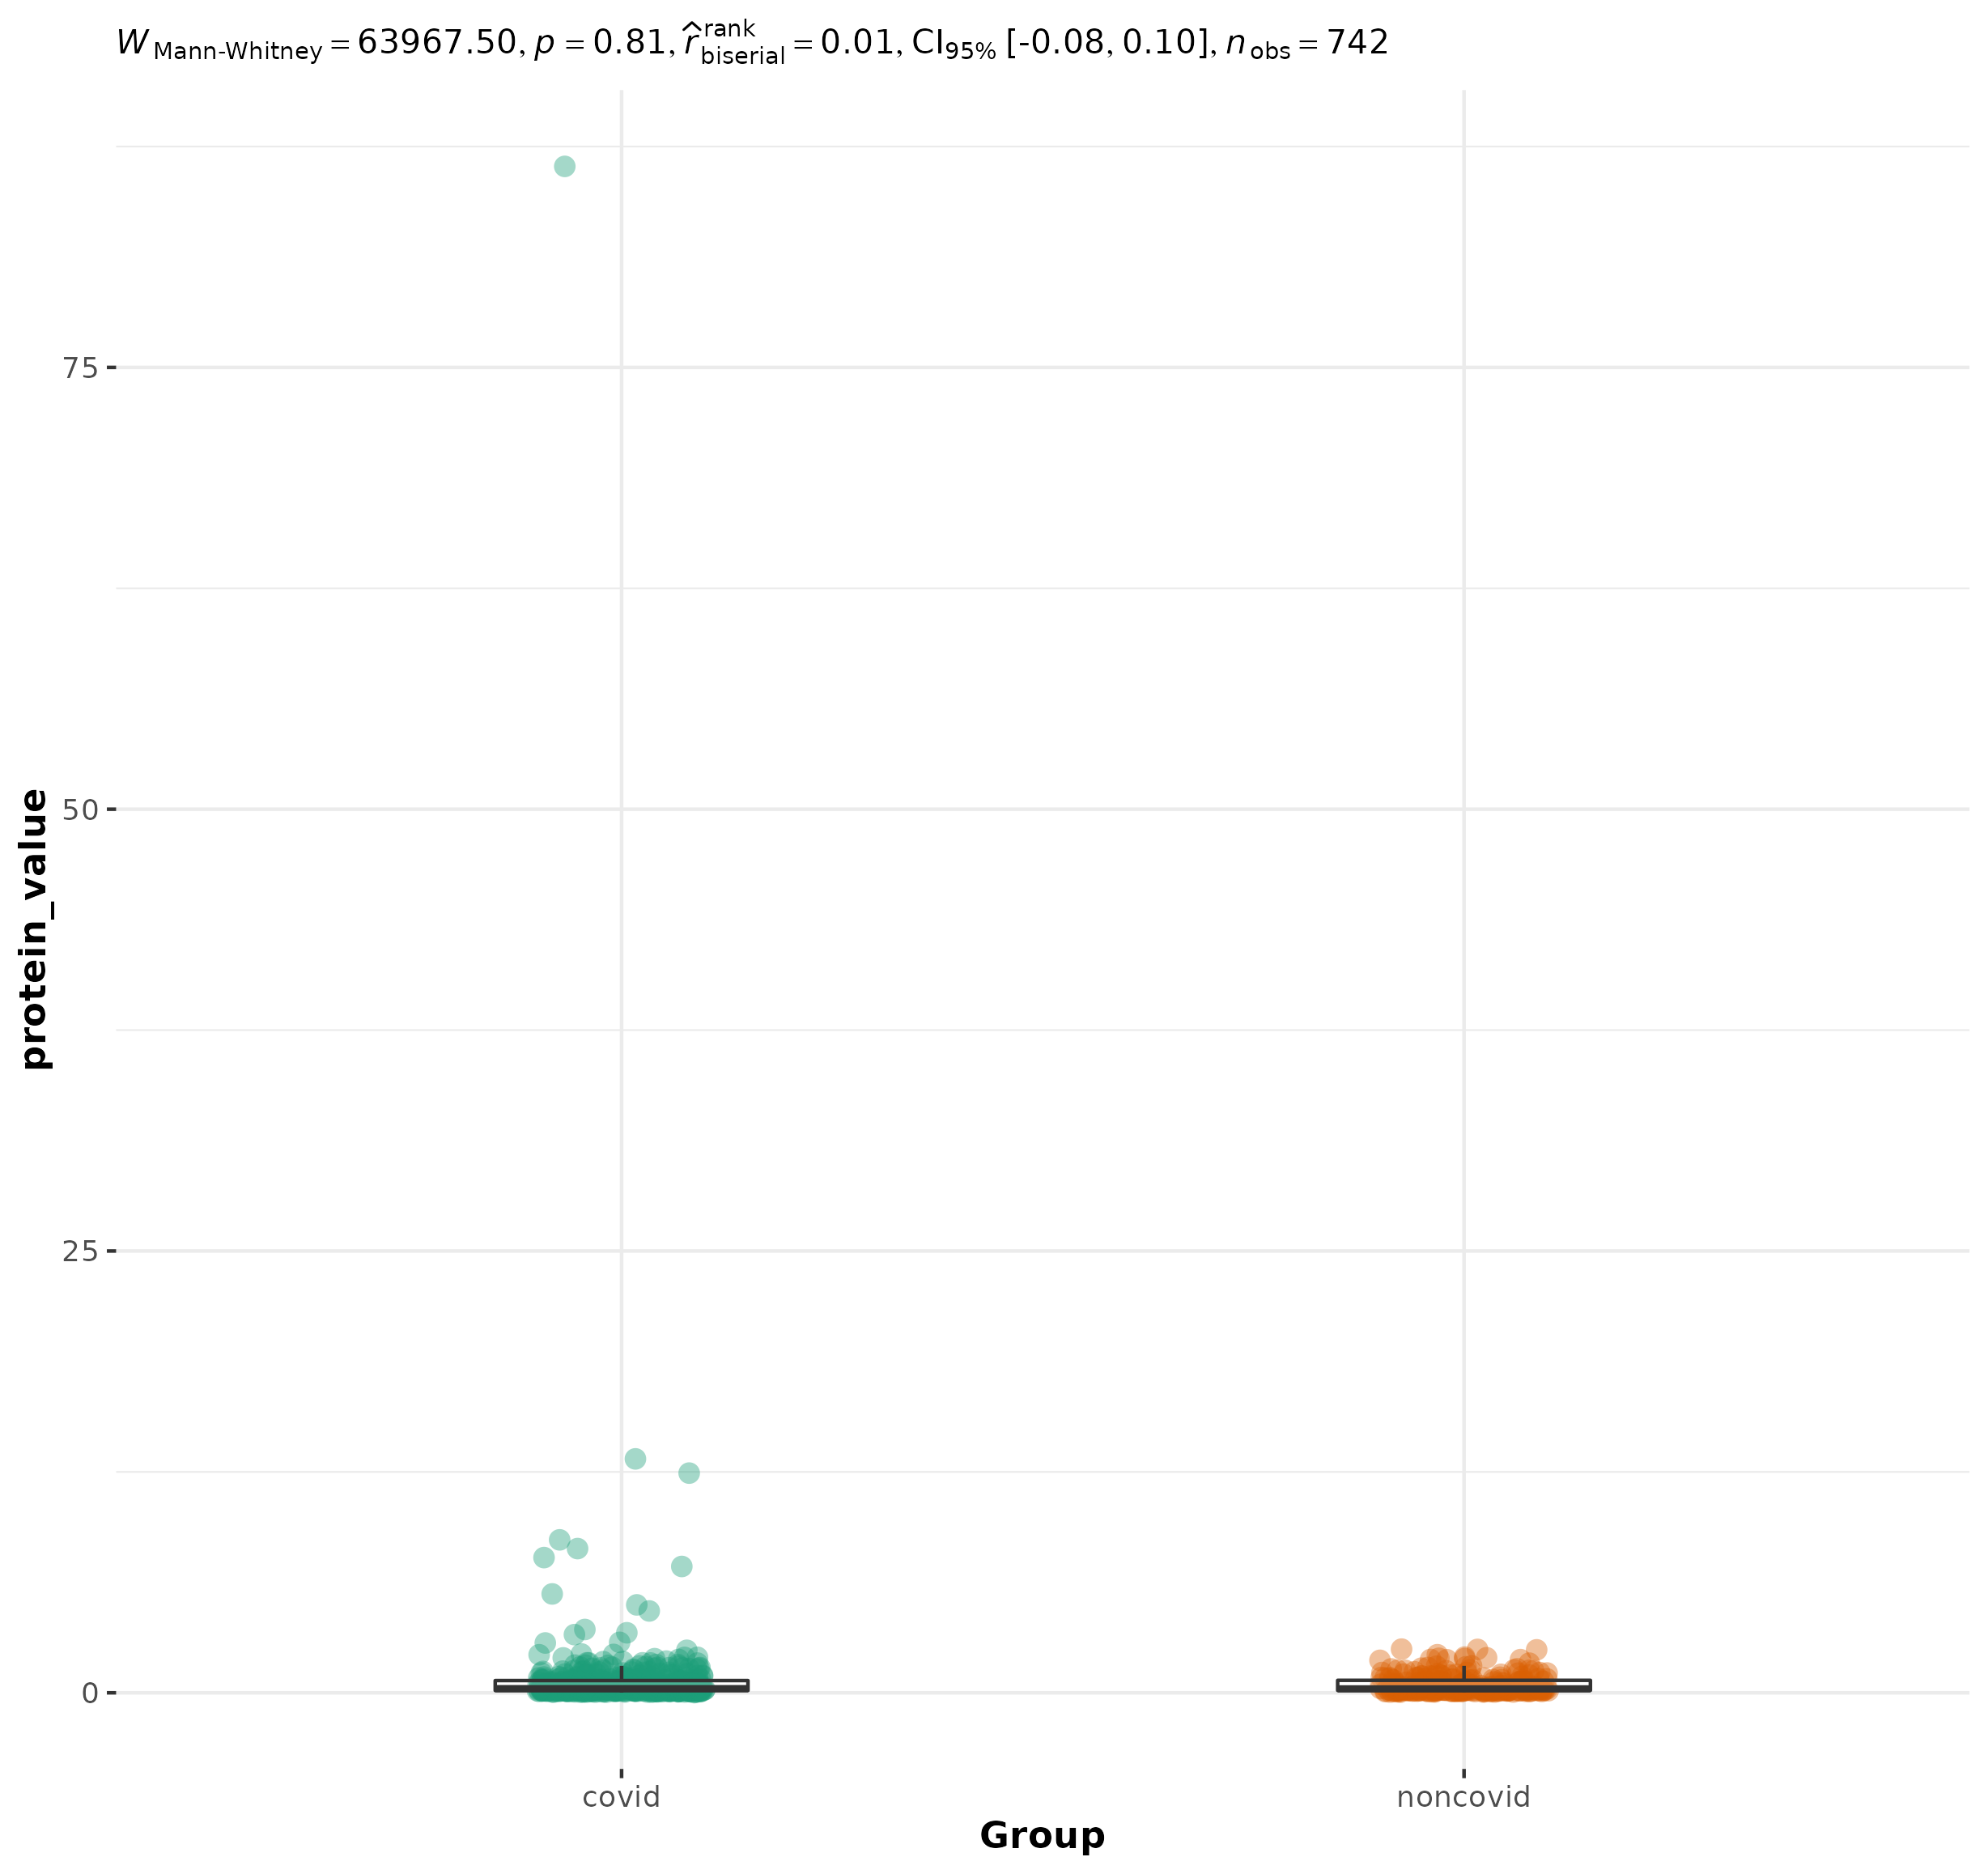 W Mann-Whitney = 63967.50, p = 0.81, r̂ rank biserial = 0.01, CI95% [-0.08, 0.10], n obs = 742
75
50
25
0
protein_value
covid noncovid
Group